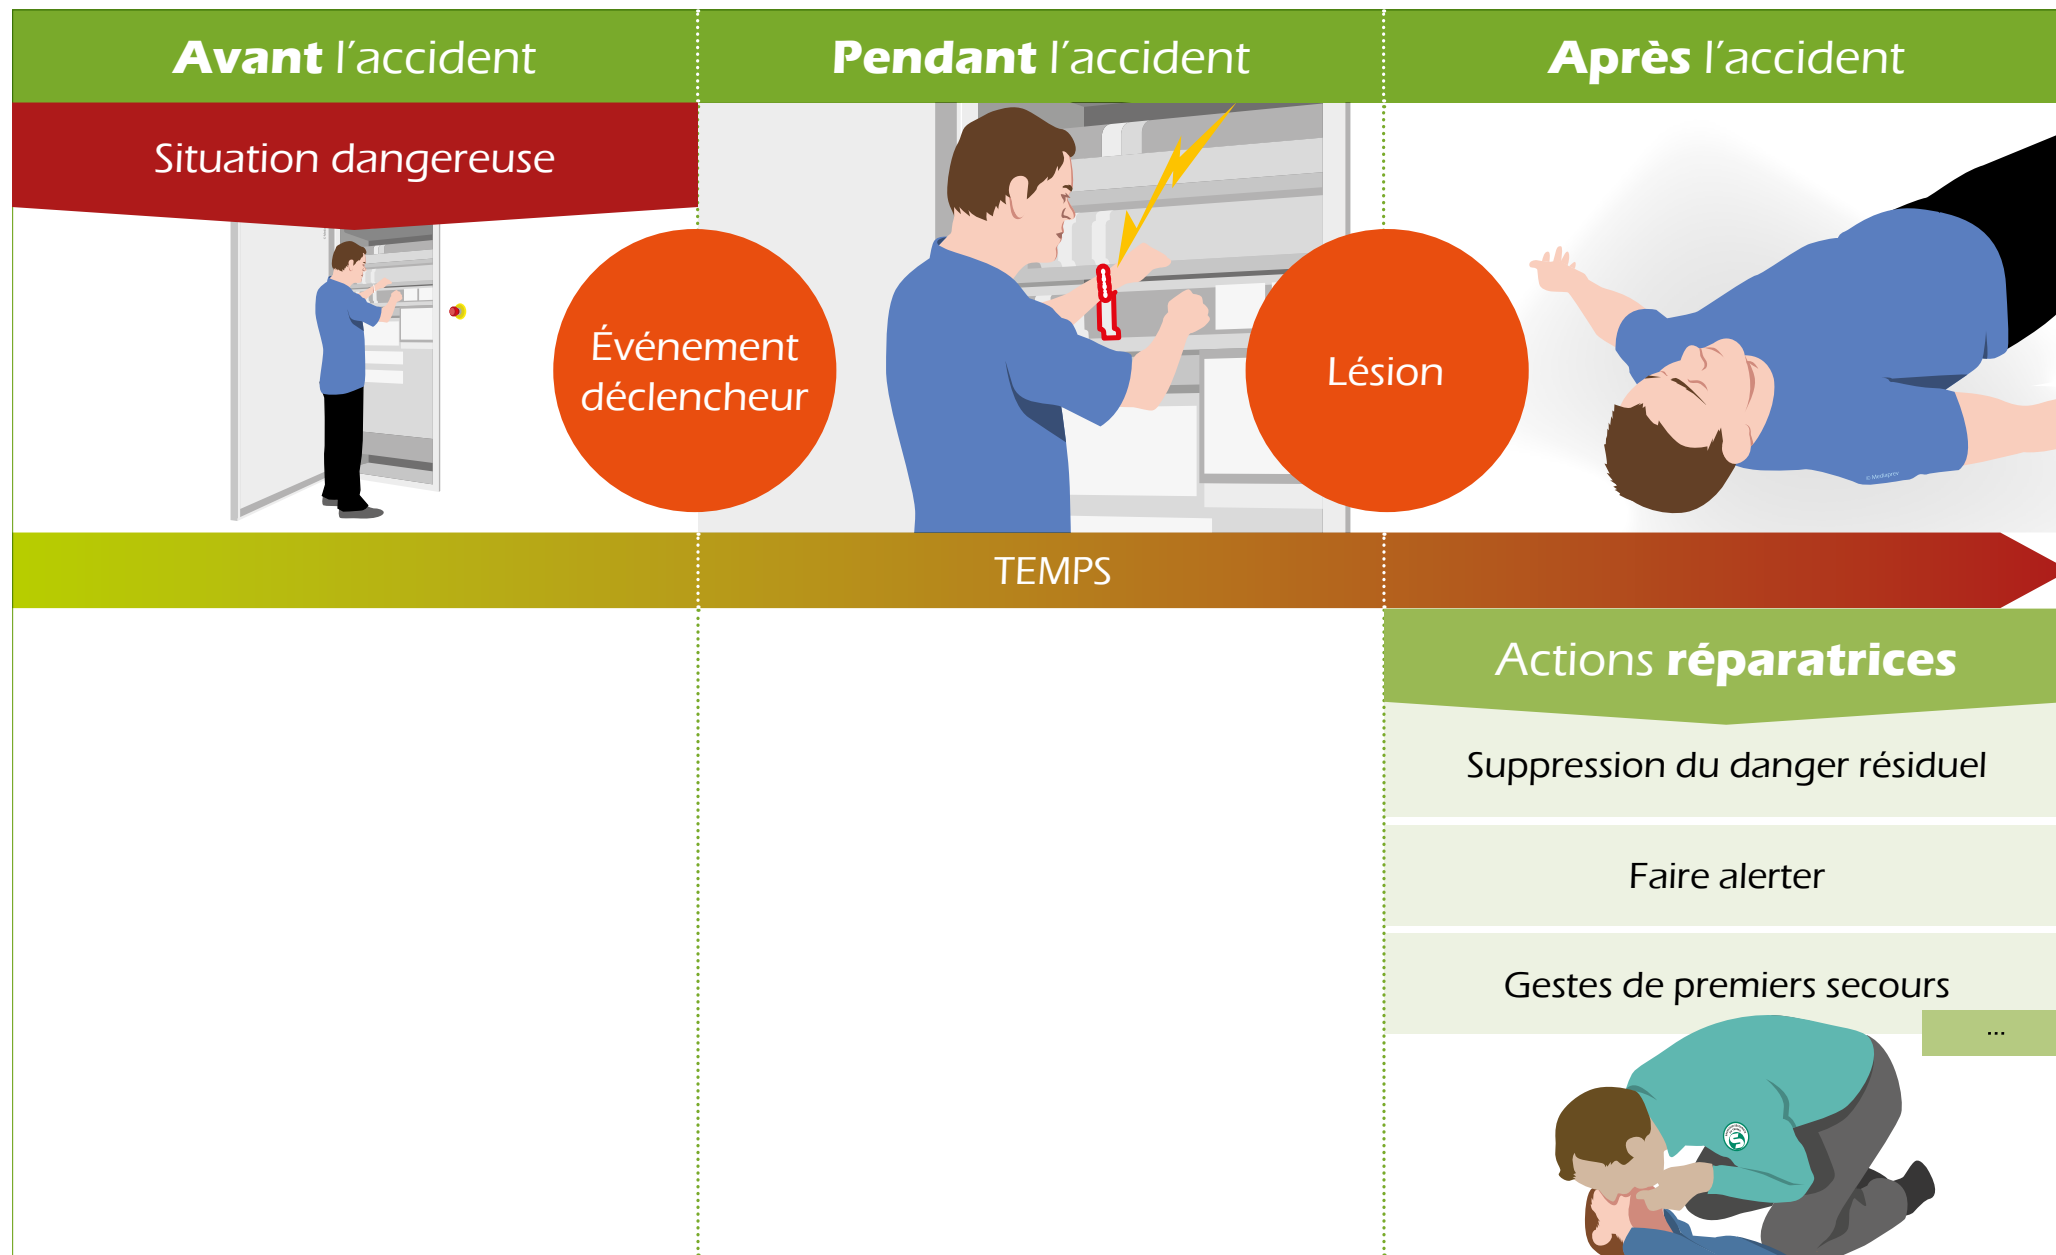 Avant l'accident
Pendant l'accident
Après l'accident
Situation dangereuse
Événement
déclencheur
Lésion
© Mediapree
TEMPS
Actions réparatrices
Suppression du danger résiduel
Faire alerter
Gestes de premiers secours
...